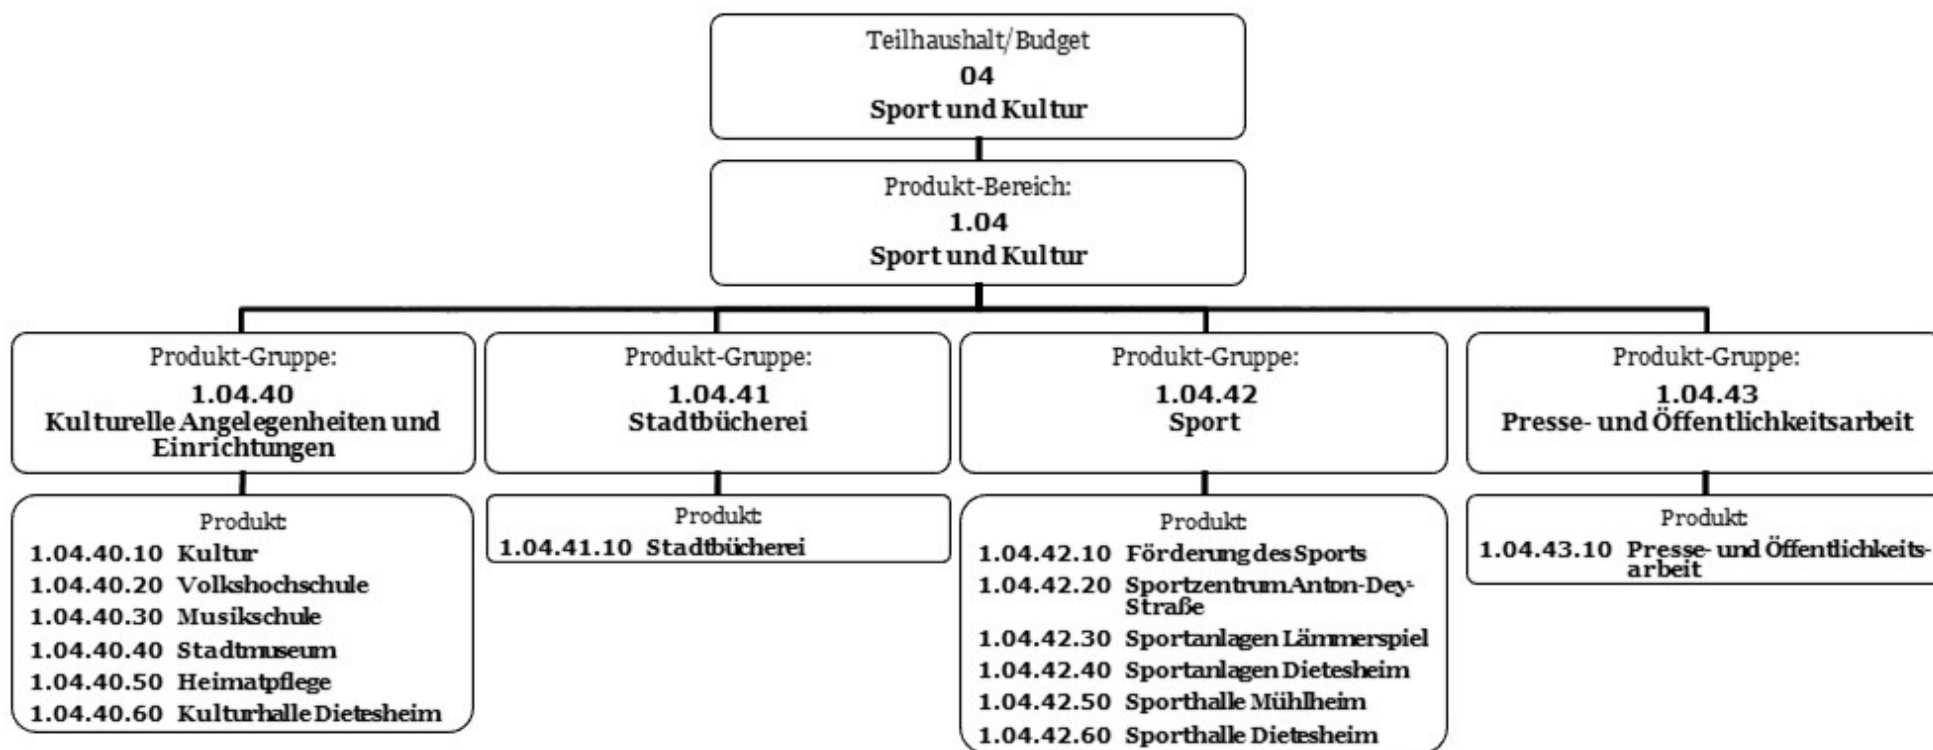 Teilhaushalt/Budget
04
Sport und Kultur
Produkt-Bereich:
1.04
Sport und Kultur
Produkt-Gruppe:
1.04.40
Kulturelle Angelegenheiten und
Einrichtungen
Produkt-Gruppe:
1.04.41
Stadtbücherei
Produkt-Gruppe:
1.04.42
Sport
Produkt-Gruppe:
1.04.43
Presse- und Öffentlichkeitsarbeit
Produkt:
1.04.40.10 Kultur
1.04.40.20 Volkshochschule
1.04.40.30 Musikschule
1.04.40.40 Stadtmuseum
1.04.40.50 Heimatpflege
1.04.40.60 Kulturhalle Dietesheim
Produkt:
1.04.41.10 Stadtbücherei
Produkt:
1.04.42.10 Förderung des Sports
1.04.42.20 Sportzentrum Anton-Dey-
Straße
1.04.42.30 Sportanlagen Lämmerspiel
1.04.42.40 Sportanlagen Dietesheim
1.04.42.50 Sporthalle Mühlheim
1.04.42.60 Sporthalle Dietesheim
Produkt:
1.04.43.10 Presse- und Öffentlichkeits-
arbeit